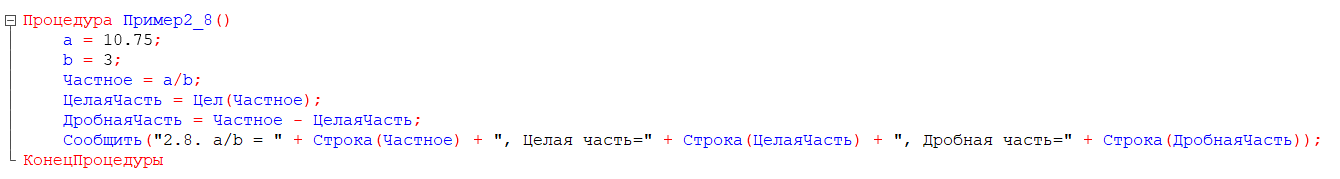 Процедура Пример2_8()
a = 10.75;
b = 3;
Частное = a/b;
ЦелаяЧасть = Цел(Частное);
ДробнаяЧасть = Частное - ЦелаяЧасть;
Сообщить("2.8. a/b = " + Строка(Частное) + ", Целая часть=" + Строка(ЦелаяЧасть) + ", Дробная часть=" + Строка(ДробнаяЧасть));
КонецПроцедуры